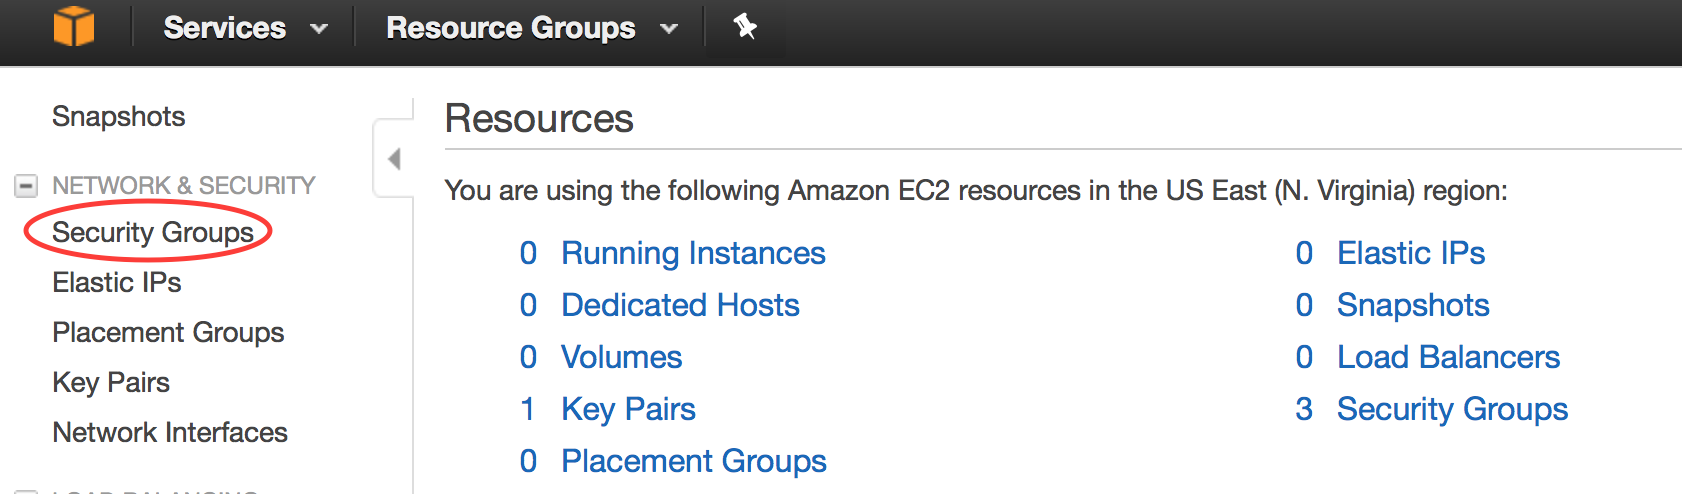 Services Resource Groups
Snapshots
NETWORK & SECURITY
Security Groups
Elastic IPs
Placement Groups
Key Pairs
Network Interfaces
LOAD BALANCING
Resources
You are using the following Amazon EC2 resources in the US East (N. Virginia) region:
0 Running Instances
0 Dedicated Hosts
0 Volumes
1 Key Pairs
0 Placement Groups
0 Elastic IPs
0 Snapshots
0 Load Balancers
3 Security Groups